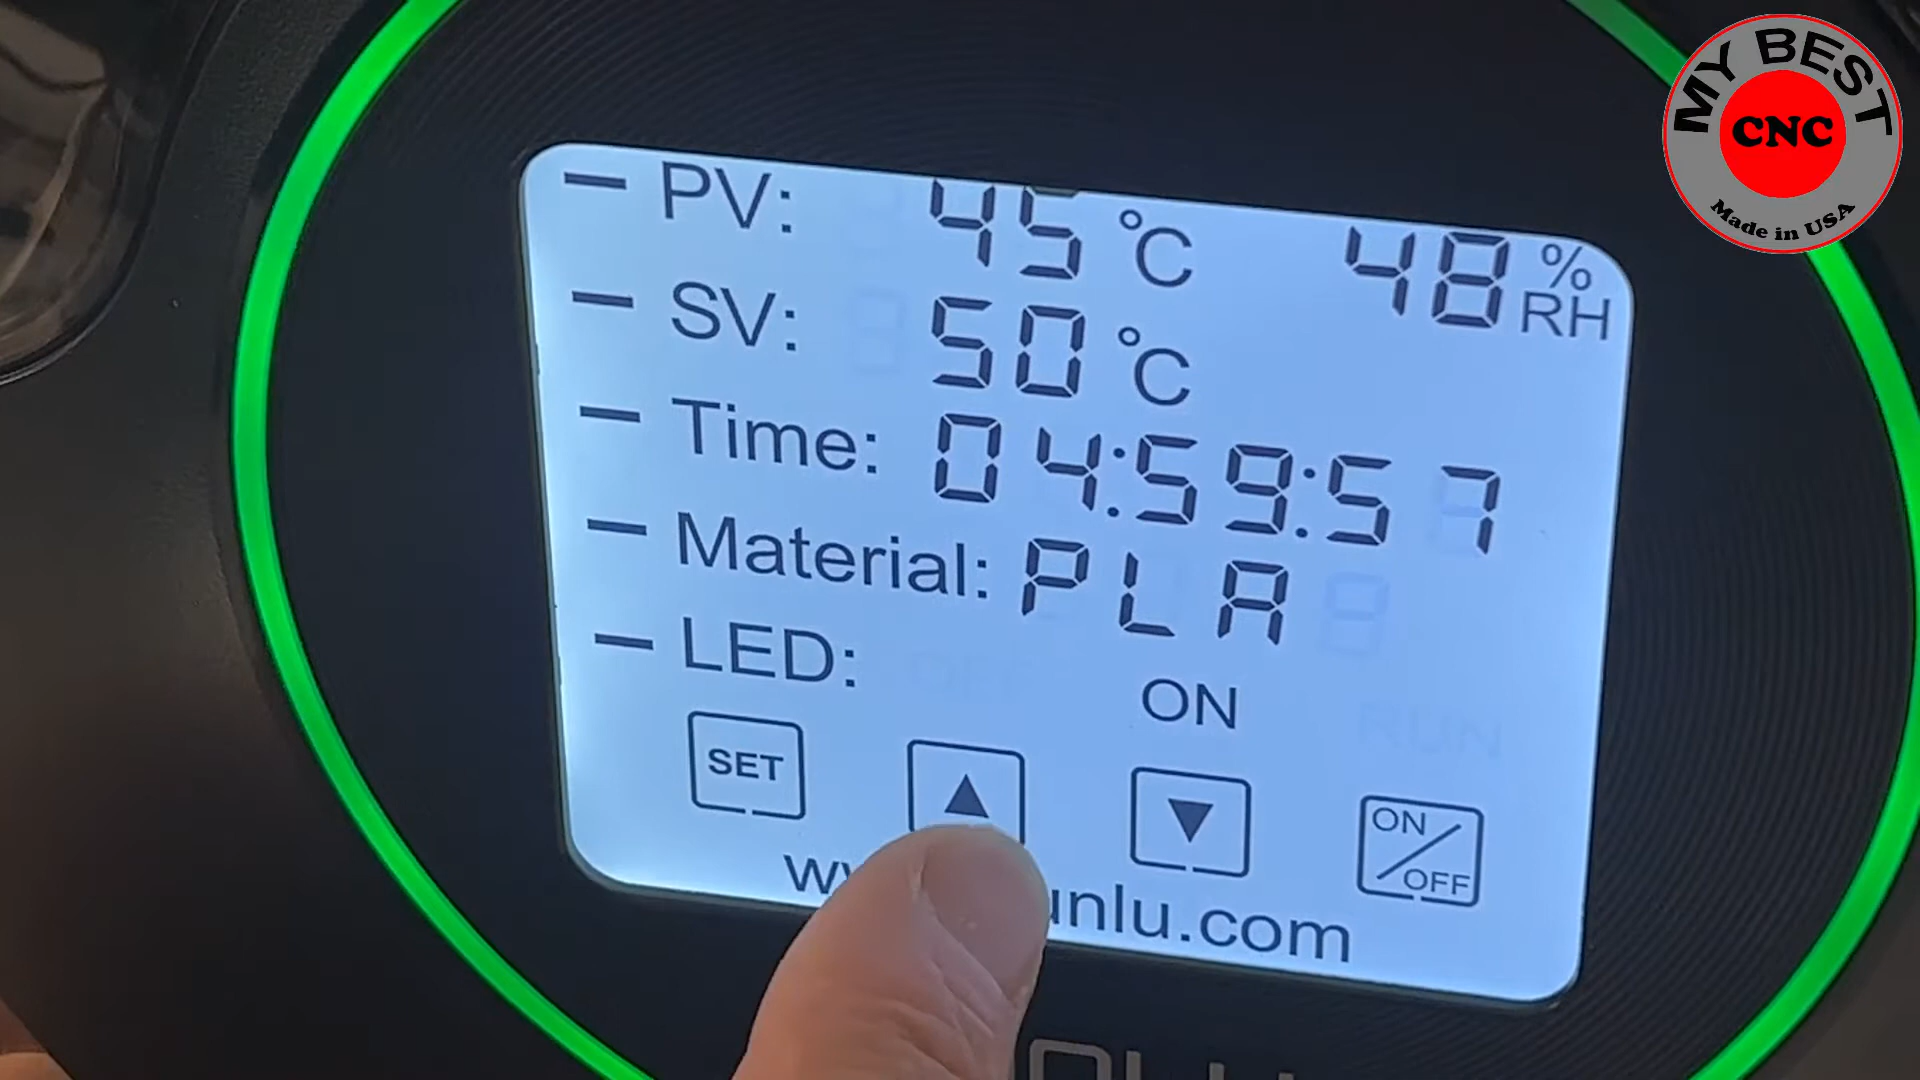 MY BEST
CNC
Made in USA
PV: 45 °C 48 % RH
SV: 50 °C
Time: 04:59:57
Material: PLA
LED: ON
SET ▲ ▼ ON/OFF
unlu.com